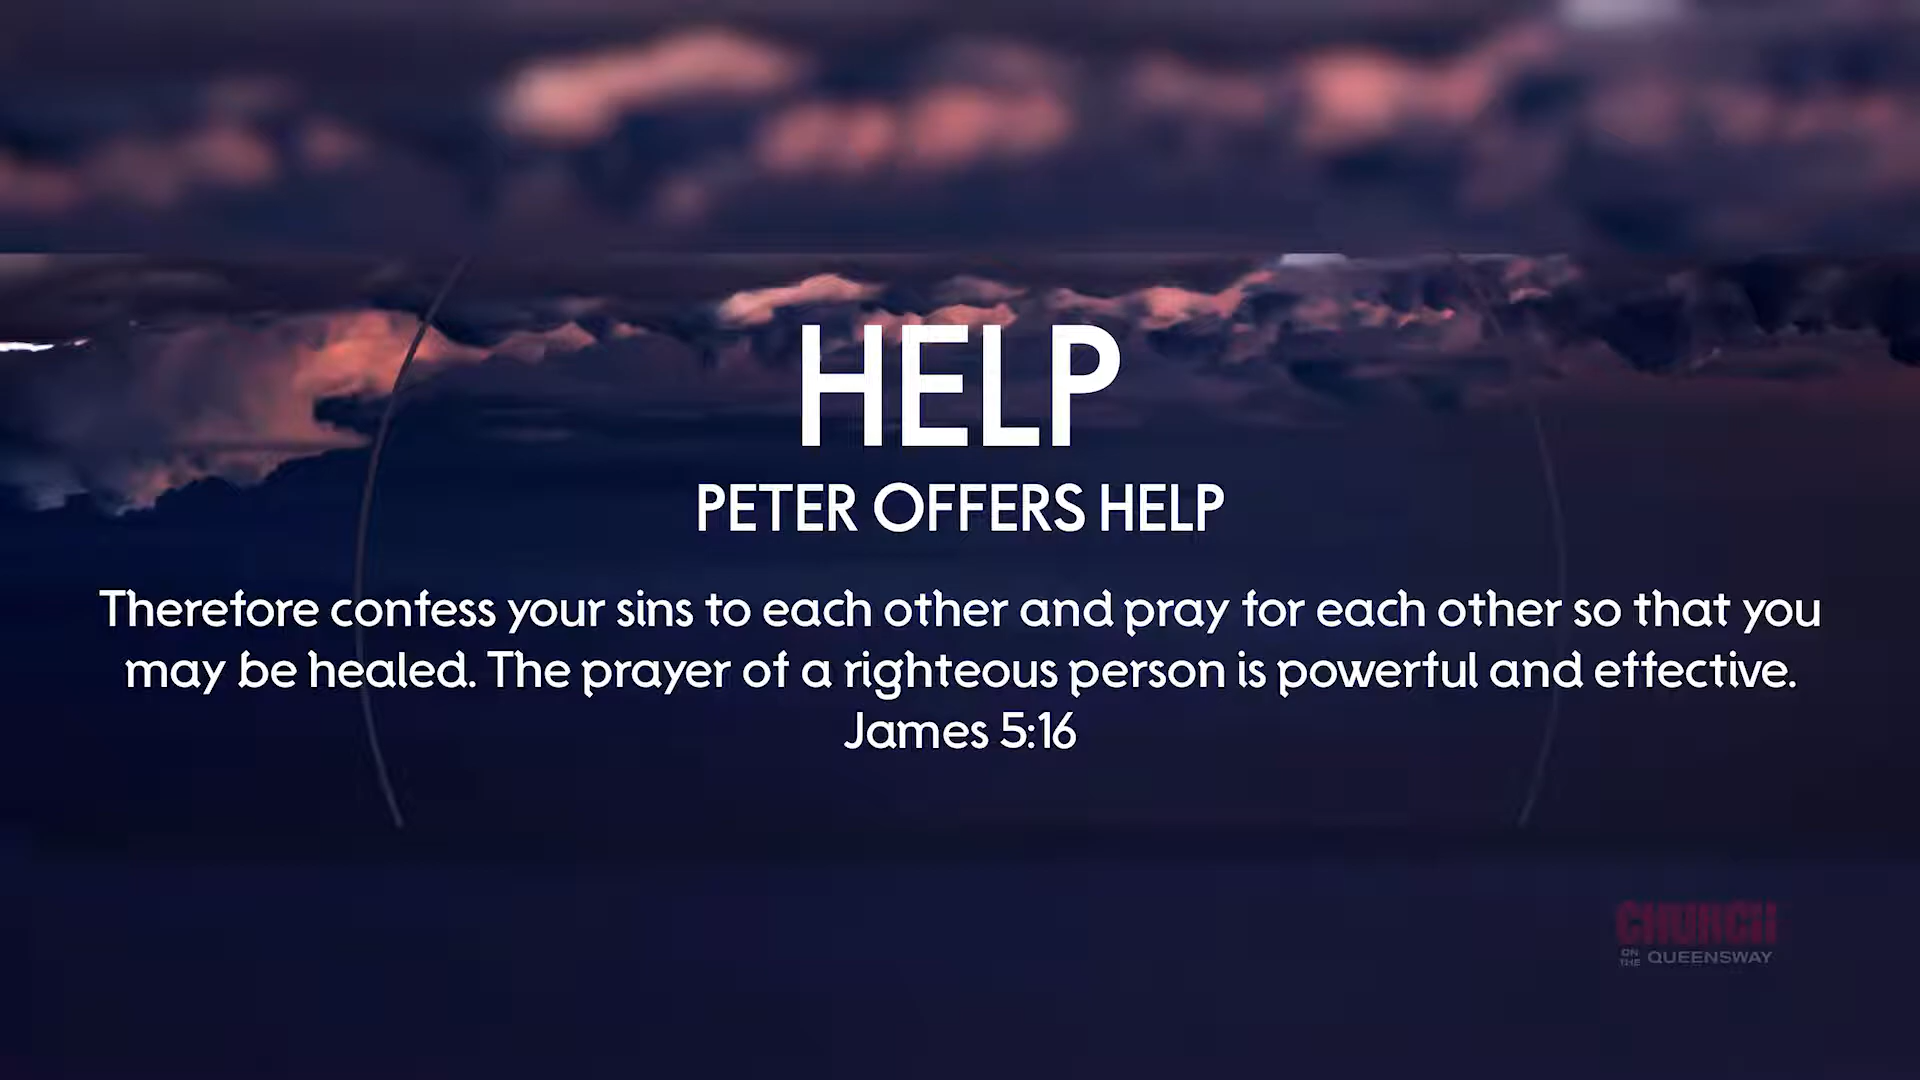 HELP
PETER OFFERS HELP
Therefore confess your sins to each other and pray for each other so that you
may be healed. The prayer of a righteous person is powerful and effective.
James 5:16
CHURCH
ON THE QUEENSWAY